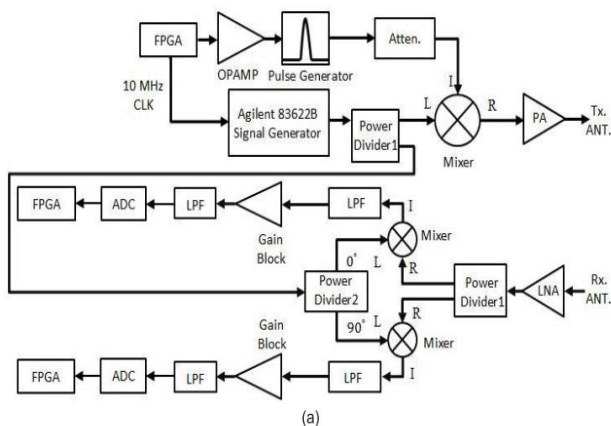 FPGA
OPAMP
Pulse Generator
Atten.
10 MHz
CLK
Agilent 83622B
Signal Generator
Power
Divider1
L
I
R
Mixer
PA
Tx.
ANT.
FPGA
ADC
LPF
Gain
Block
LPF
I
Mixer
0°
L
R
Power
Divider2
90°
L
R
Power
Divider1
LNA
Rx.
ANT.
Gain
Block
Mixer
I
FPGA
ADC
LPF
LPF
(a)